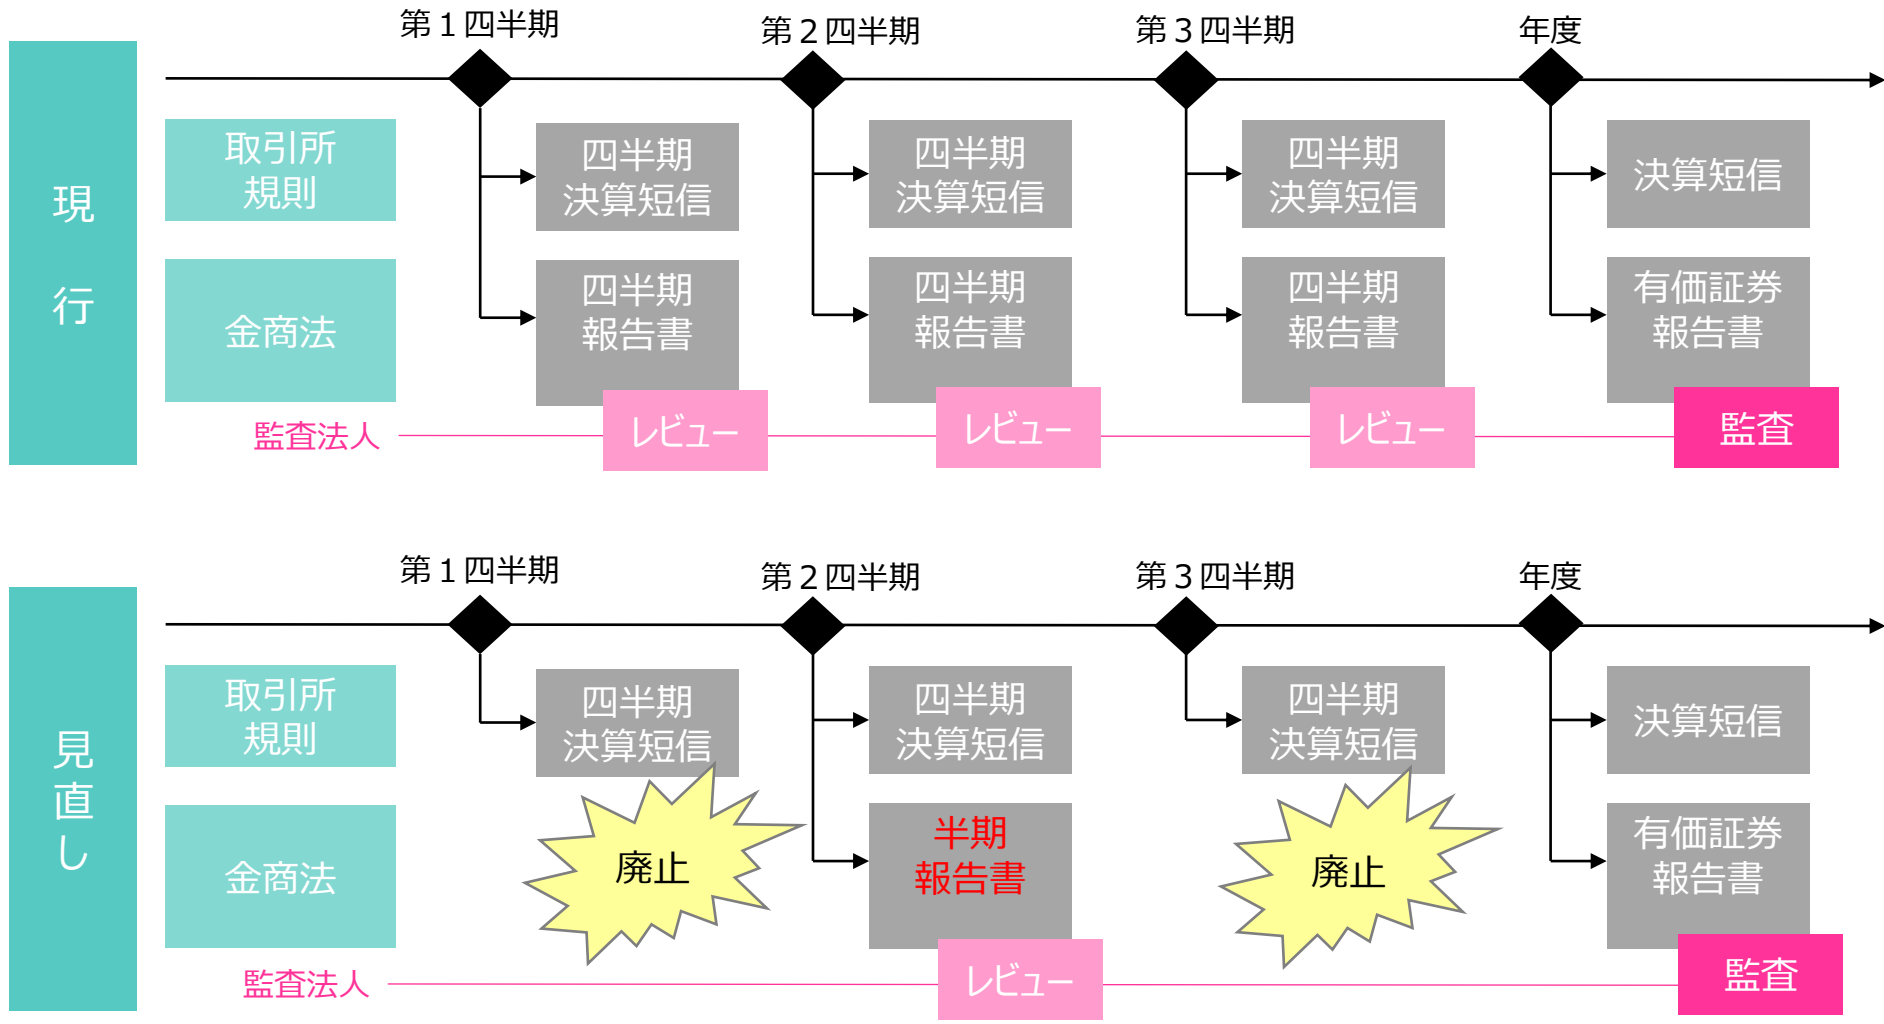 現行
第１四半期
第２四半期
第３四半期
年度
取引所
規則
四半期
決算短信
四半期
決算短信
四半期
決算短信
決算短信
金商法
四半期
報告書
四半期
報告書
四半期
報告書
有価証券
報告書
監査法人
レビュー
レビュー
レビュー
監査
見直し
第１四半期
第２四半期
第３四半期
年度
取引所
規則
四半期
決算短信
四半期
決算短信
四半期
決算短信
決算短信
金商法
廃止
半期
報告書
廃止
有価証券
報告書
監査法人
レビュー
監査